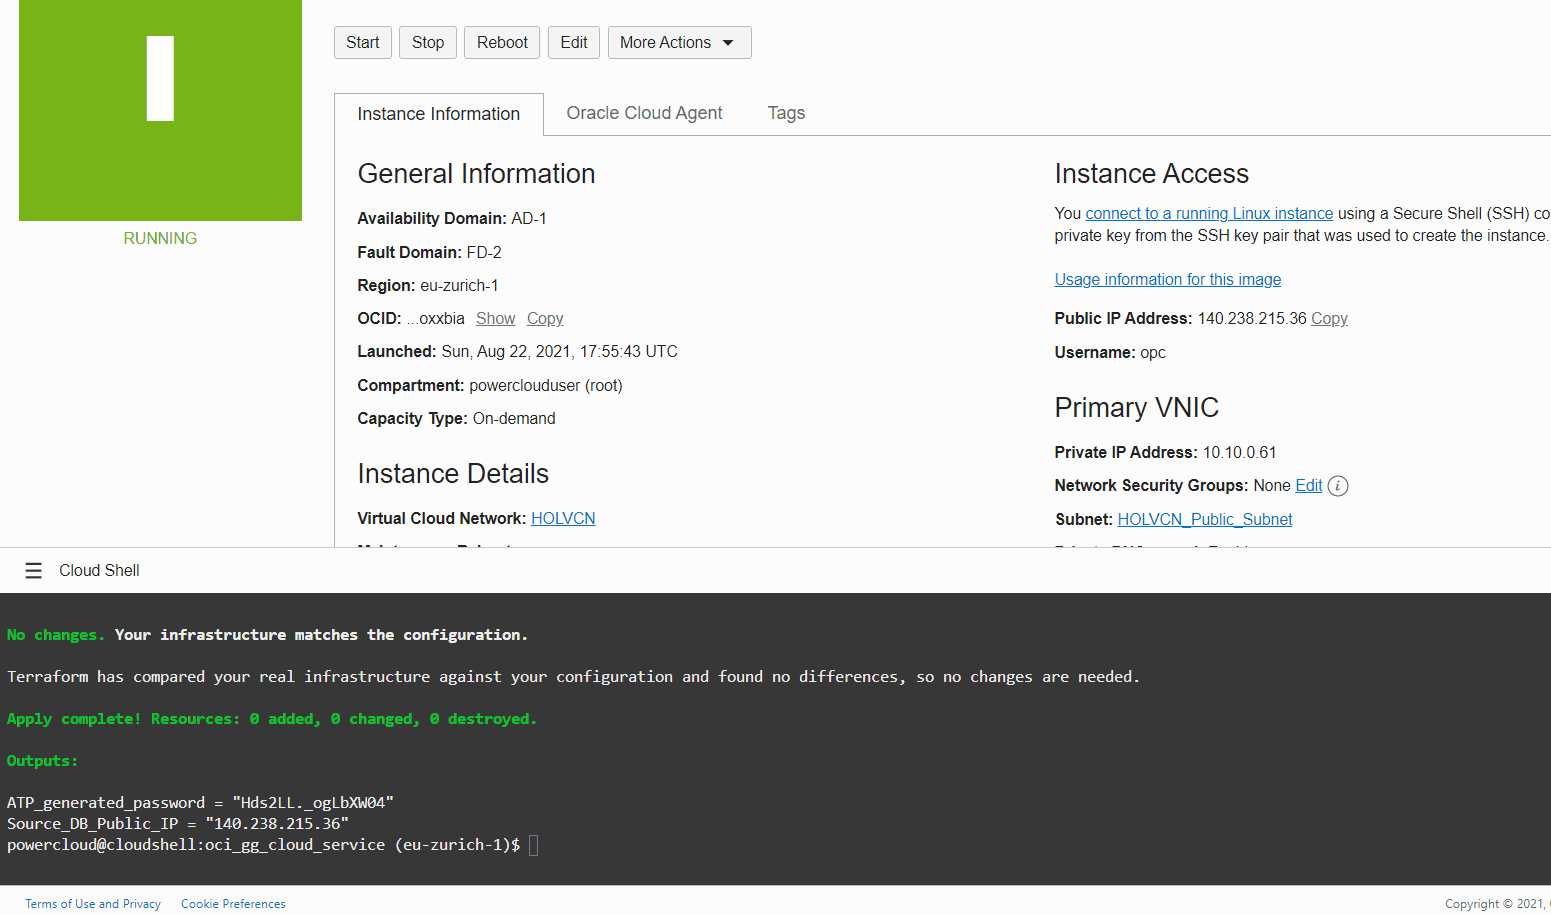 Start Stop Reboot Edit More Actions
Instance Information Oracle Cloud Agent Tags
RUNNING
General Information
Availability Domain: AD-1
Fault Domain: FD-2
Region: eu-zurich-1
OCID: ...oxxbia Show Copy
Launched: Sun, Aug 22, 2021, 17:55:43 UTC
Compartment: powerclouduser (root)
Capacity Type: On-demand
Instance Details
Virtual Cloud Network: HOLVCN
Instance Access
You connect to a running Linux instance using a Secure Shell (SSH) co
private key from the SSH key pair that was used to create the instance.
Usage information for this image
Public IP Address: 140.238.215.36 Copy
Username: opc
Primary VNIC
Private IP Address: 10.10.0.61
Network Security Groups: None Edit i
Subnet: HOLVCN_Public_Subnet
Cloud Shell
No changes. Your infrastructure matches the configuration.
Terraform has compared your real infrastructure against your configuration and found no differences, so no changes are needed.
Apply complete! Resources: 0 added, 0 changed, 0 destroyed.
Outputs:
ATP_generated_password = "Hds2LL._ogLbXW04"
Source_DB_Public_IP = "140.238.215.36"
powercloud@cloudshell:oci_gg_cloud_service (eu-zurich-1)$
Terms of Use and Privacy Cookie Preferences
Copyright © 2021,